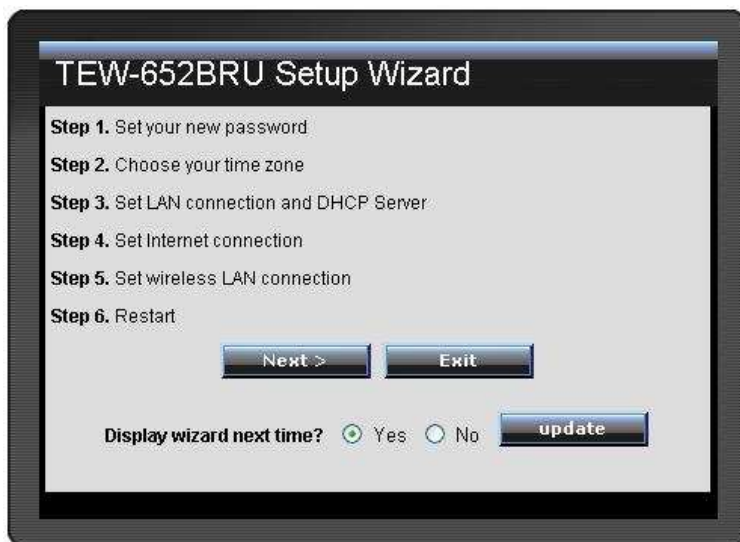 TEW-652BRU Setup Wizard
Step 1. Set your new password
Step 2. Choose your time zone
Step 3. Set LAN connection and DHCP Server
Step 4. Set Internet connection
Step 5. Set wireless LAN connection
Step 6. Restart
Next > Exit
Display wizard next time? Yes No update